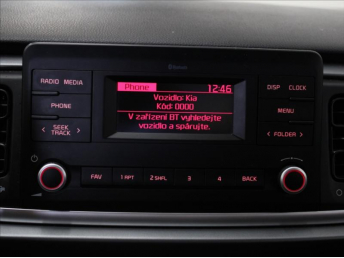 Bluetooth
RADIO MEDIA
Phone 12:46
DISP CLOCK
Vozidlo: Kia
Kód: 0000
PHONE
MENU
V zařízení BT vyhledejte
vozidlo a spárujte.
< SEEK TRACK >
< FOLDER >
FAV 1 RPT 2 SHFL 3 4 BACK